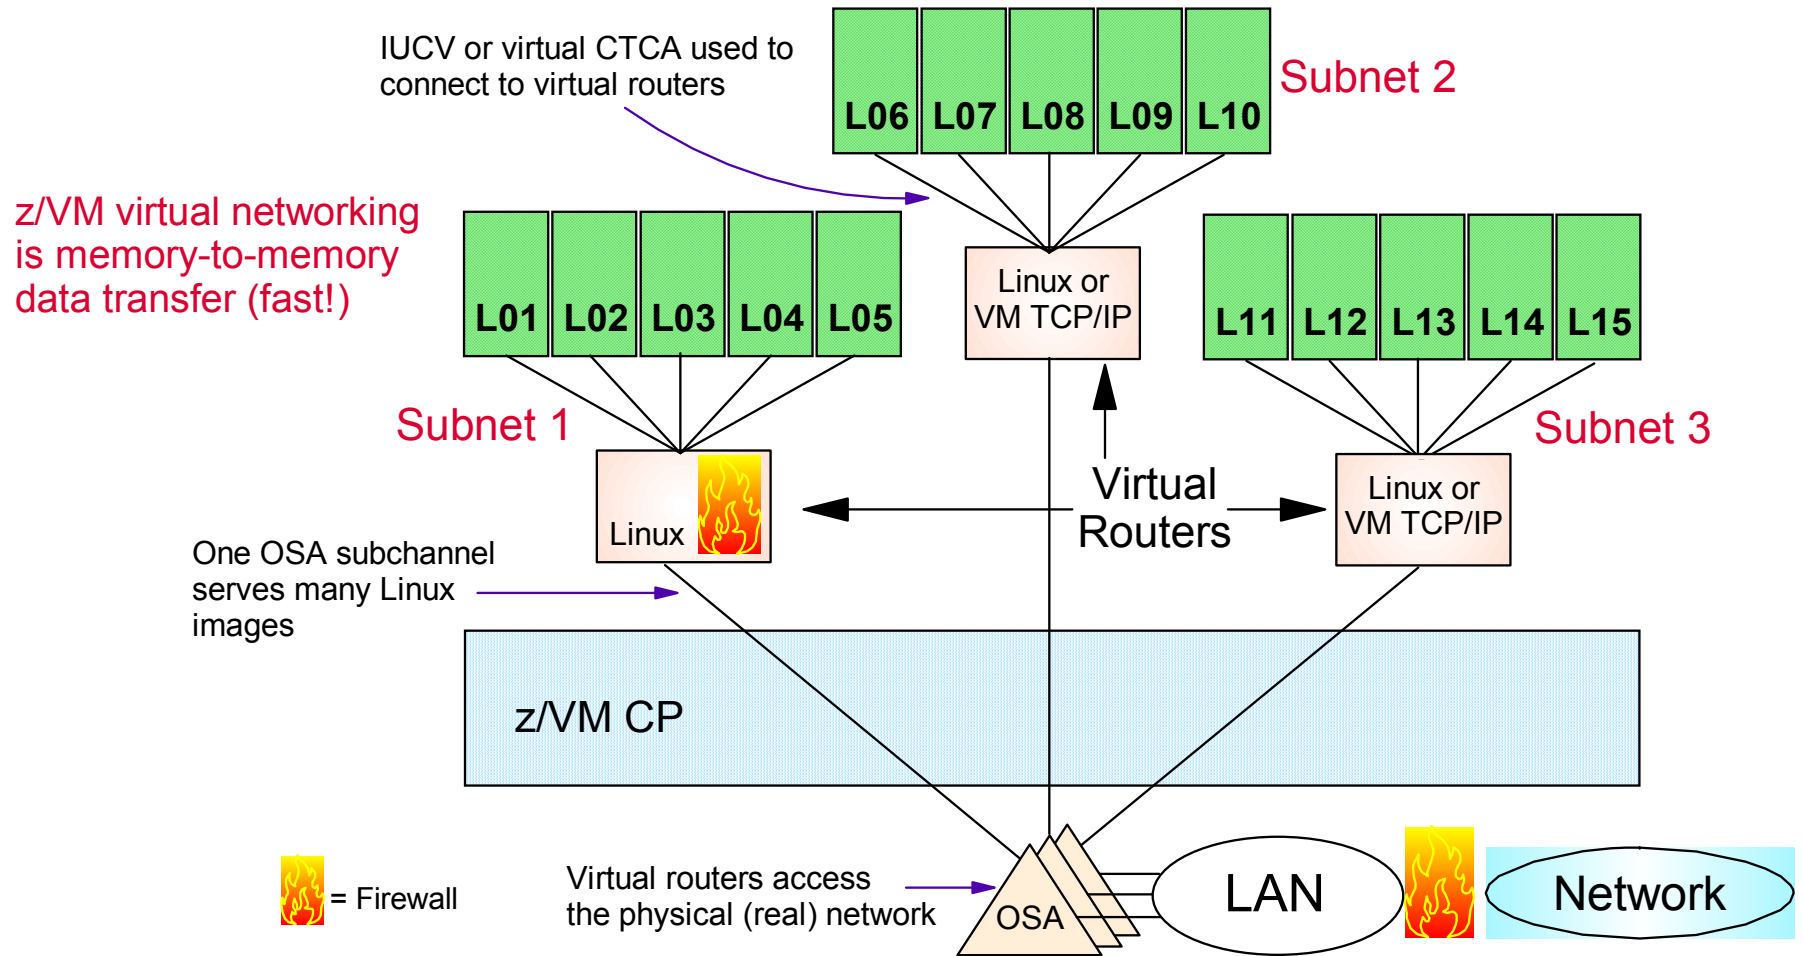 IUCV or virtual CTCA used to
connect to virtual routers
L06 L07 L08 L09 L10
Subnet 2
z/VM virtual networking
is memory-to-memory
data transfer (fast!)
L01 L02 L03 L04 L05
Linux or
VM TCP/IP
L11 L12 L13 L14 L15
Subnet 1
Subnet 3
Linux
Virtual
Routers
Linux or
VM TCP/IP
One OSA subchannel
serves many Linux
images
z/VM CP
= Firewall
Virtual routers access
the physical (real) network
OSA
LAN
Network